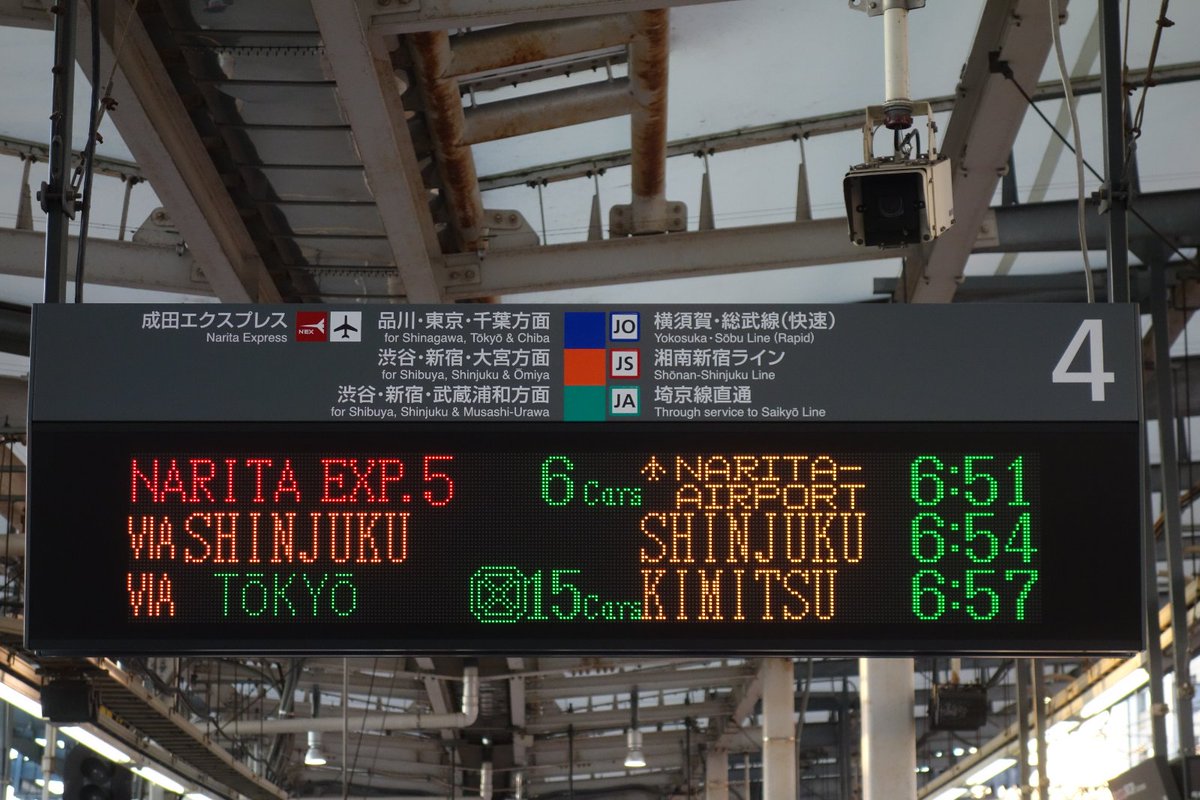 成田エクスプレス
Narita Express
NEX
品川・東京・千葉方面
for Shinagawa, Tōkyō & Chiba
JO
横須賀・総武線(快速)
Yokosuka・Sōbu Line (Rapid)
渋谷・新宿・大宮方面
for Shibuya, Shinjuku & Ōmiya
JS
湘南新宿ライン
Shōnan-Shinjuku Line
渋谷・新宿・武蔵浦和方面
for Shibuya, Shinjuku & Musashi-Urawa
JA
埼京線直通
Through service to Saikyō Line
4
NARITA EXP. 5 6 Cars NARITA-AIRPORT 6:51
VIA SHINJUKU SHINJUKU 6:54
VIA TŌKYŌ 15 Cars KIMITSU 6:57